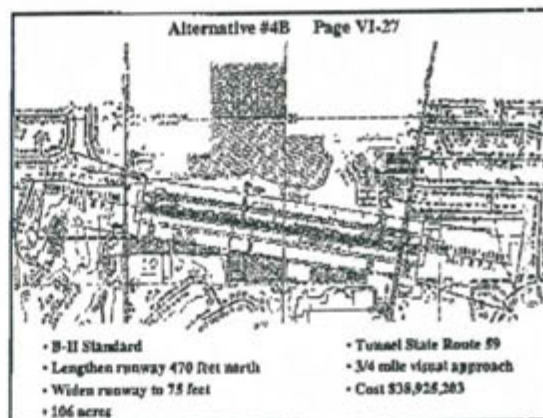 Alternative #4B Page VI-27
• B-II Standard
• Lengthen runway 470 feet north
• Widen runway to 75 feet
• 106 acres
• Tunnel State Route 59
• 3/4 mile visual approach
• Cost $38,925,203